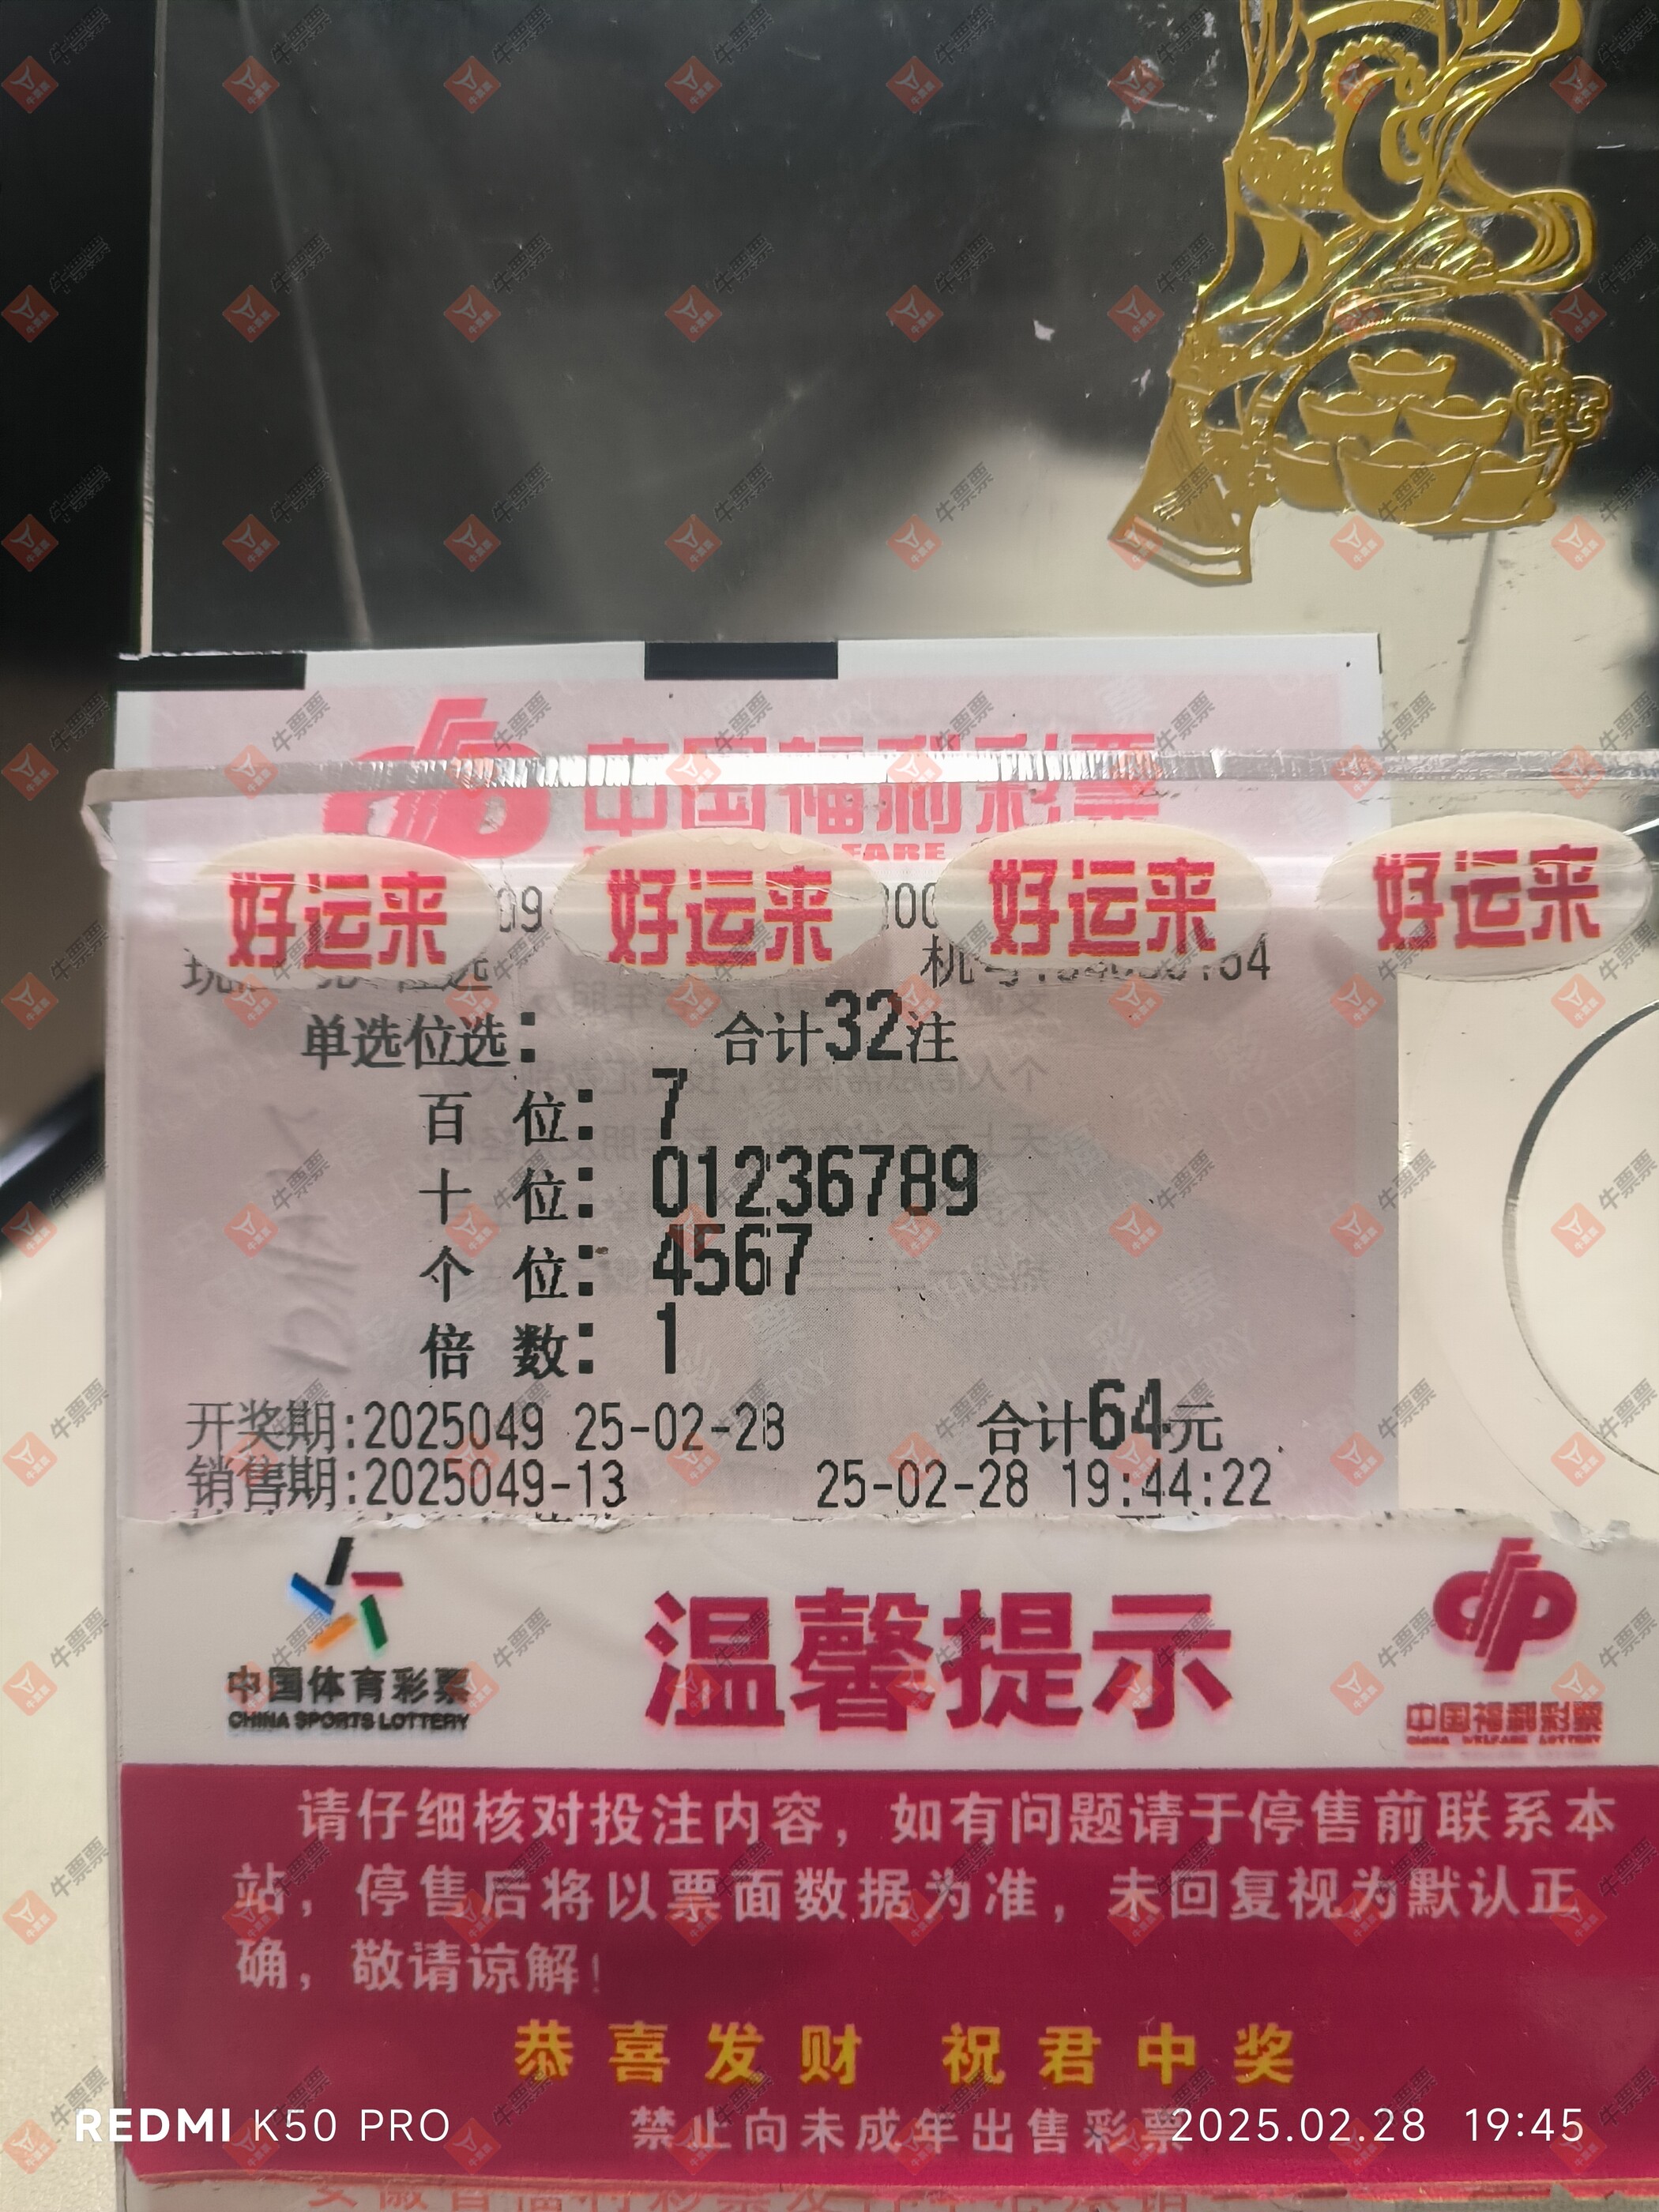 中国福利彩票
好运来 好运来 好运来 好运来
单选位选: 合计32注
百 位: 7
十 位: 01236789
个 位: 4567
倍 数: 1
开奖期:2025049 25-02-28 合计64元
销售期:2025049-13 25-02-28 19:44:22
中国体育彩票
CHINA SPORTS LOTTERY
温馨提示
中国福利彩票
CHINA WELFARE LOTTERY
请仔细核对投注内容，如有问题请于停售前联系本
站，停售后将以票面数据为准，未回复视为默认正
确，敬请谅解！
恭喜发财 祝君中奖
禁止向未成年出售彩票
REDMI K50 PRO
2025.02.28 19:45
牛票票